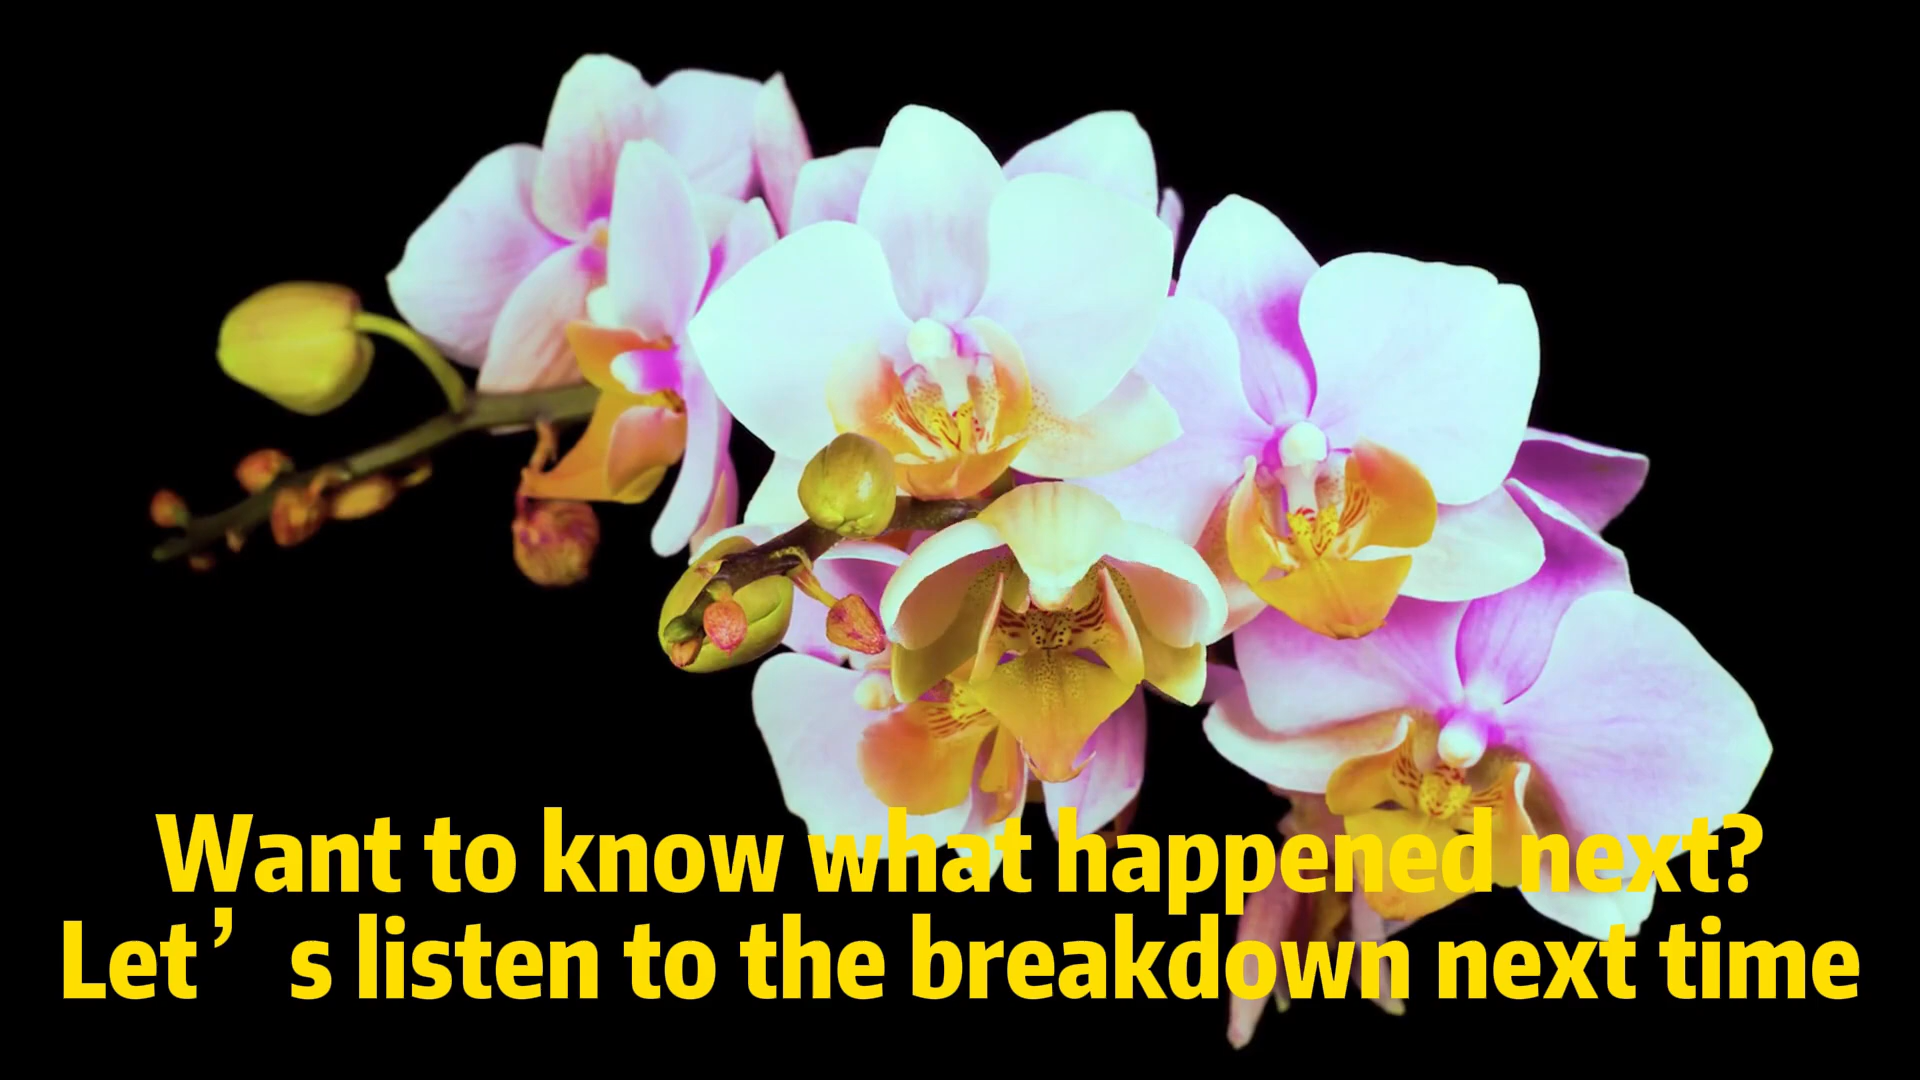 Want to know what happened next?
Let’s listen to the breakdown next time